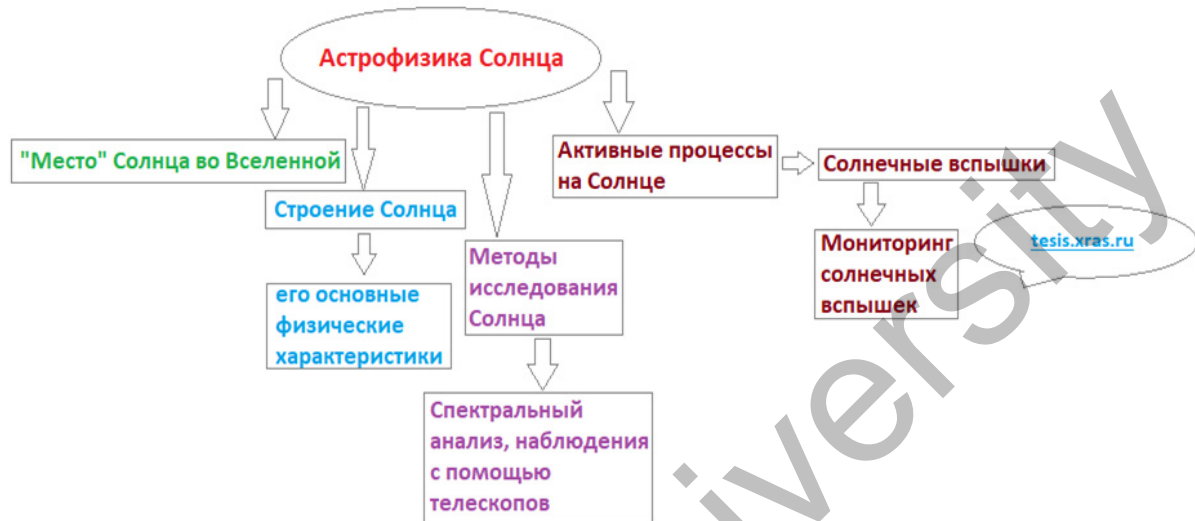 Астрофизика Солнца
"Место" Солнца во Вселенной
Строение Солнца
его основные
физические
характеристики
Методы
исследования
Солнца
Спектральный
анализ, наблюдения
с помощью
телескопов
Активные процессы
на Солнце
Солнечные вспышки
Мониторинг
солнечных
вспышек
tesis.xras.ru
iversity